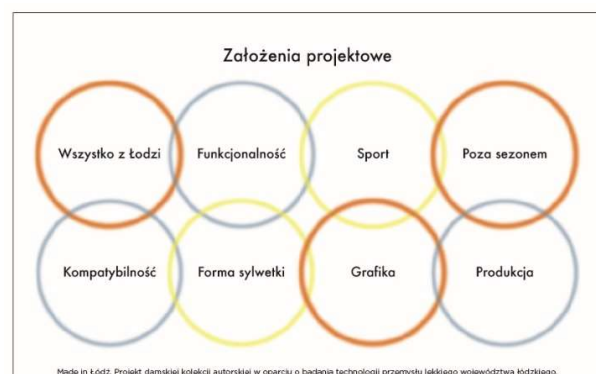 Założenia projektowe
Wszystko z Łodzi Funkcjonalność Sport Poza sezonem
Kompatybilność Forma sylwetki Grafika Produkcja
Made in Łódź. Projekt damskiej kolekcji autorskiej w oparciu o badania technologii przemysłu lekkiego województwa łódzkiego.